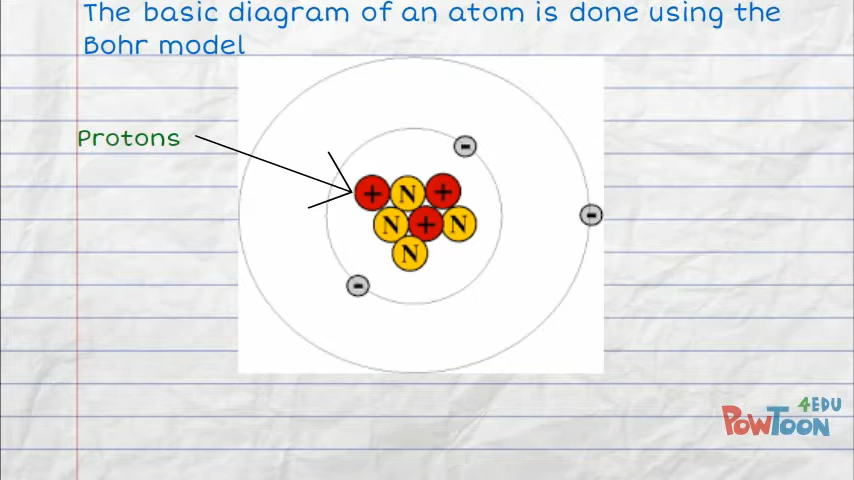 The basic diagram of an atom is done using the
Bohr model
Protons
-
+ N +
-
N + N
N
-
4EDU
POWTOON